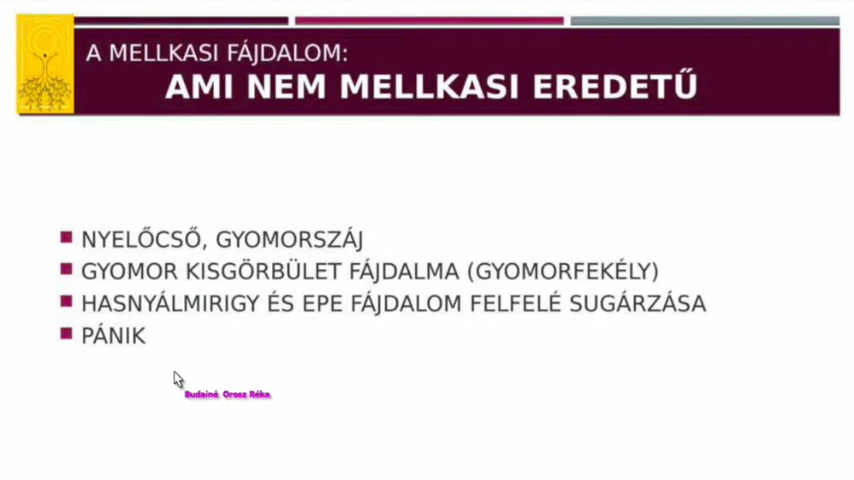 A MELLKASI FÁJDALOM:
AMI NEM MELLKASI EREDETŰ
NYELŐCSŐ, GYOMORSZÁJ
GYOMOR KISGÖRBÜLET FÁJDALMA (GYOMORFEKÉLY)
HASNYÁLMIRIGY ÉS EPE FÁJDALOM FELFELÉ SUGÁRZÁSA
PÁNIK
Budainé Orosz Réka